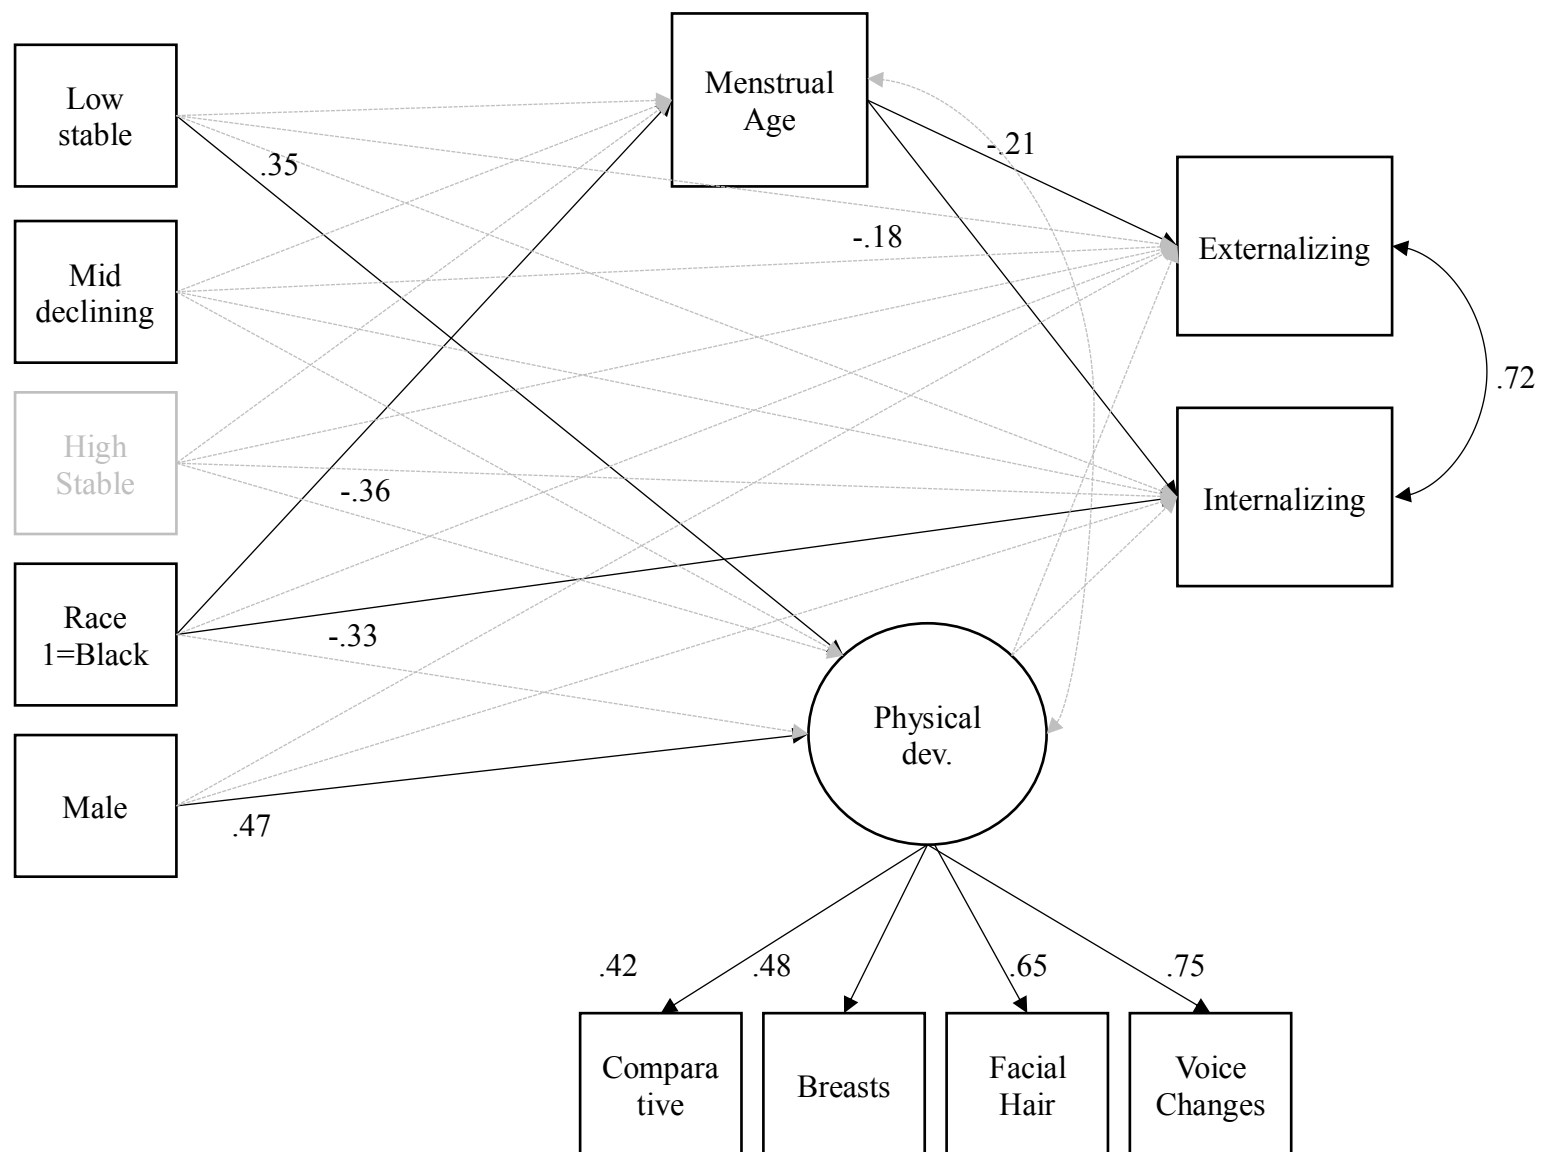 Low
stable
Mid
declining
High
Stable
Race
1=Black
Male
Menstrual
Age
Externalizing
Internalizing
Physical
dev.
.35
-.21
-.18
.72
-.36
-.33
.47
.42
.48
.65
.75
Compara
tive
Breasts
Facial
Hair
Voice
Changes